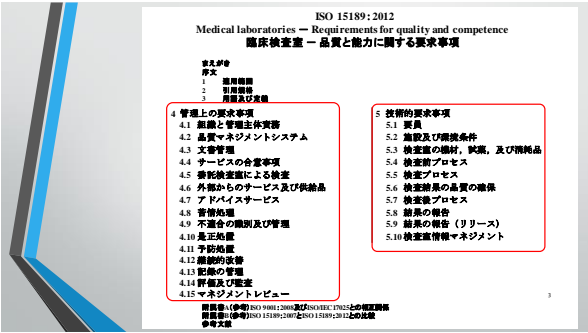 ISO 15189 : 2012
Medical laboratories － Requirements for quality and competence
臨床検査室 － 品質と能力に関する要求事項
まえがき
序文
1 適用範囲
2 引用規格
3 用語及び定義
4 管理上の要求事項
4.1 組織と管理主体責務
4.2 品質マネジメントシステム
4.3 文書管理
4.4 サービスの合意事項
4.5 委託検査室による検査
4.6 外部からのサービス及び供給品
4.7 アドバイスサービス
4.8 苦情処理
4.9 不適合の識別及び管理
4.10 是正処置
4.11 予防処置
4.12 継続的改善
4.13 記録の管理
4.14 評価及び監査
4.15 マネジメントレビュー
5 技術的要求事項
5.1 要員
5.2 施設及び環境条件
5.3 検査室の機材，試薬，及び消耗品
5.4 検査前プロセス
5.5 検査プロセス
5.6 検査結果の品質の確保
5.7 検査後プロセス
5.8 結果の報告
5.9 結果の報告（リリース）
5.10 検査室情報マネジメント
附属書A(参考) ISO 9001 : 2008及びISO/IEC 17025との相互関係
附属書B(参考) ISO 15189 : 2007とISO 15189 : 2012との比較
参考文献
3